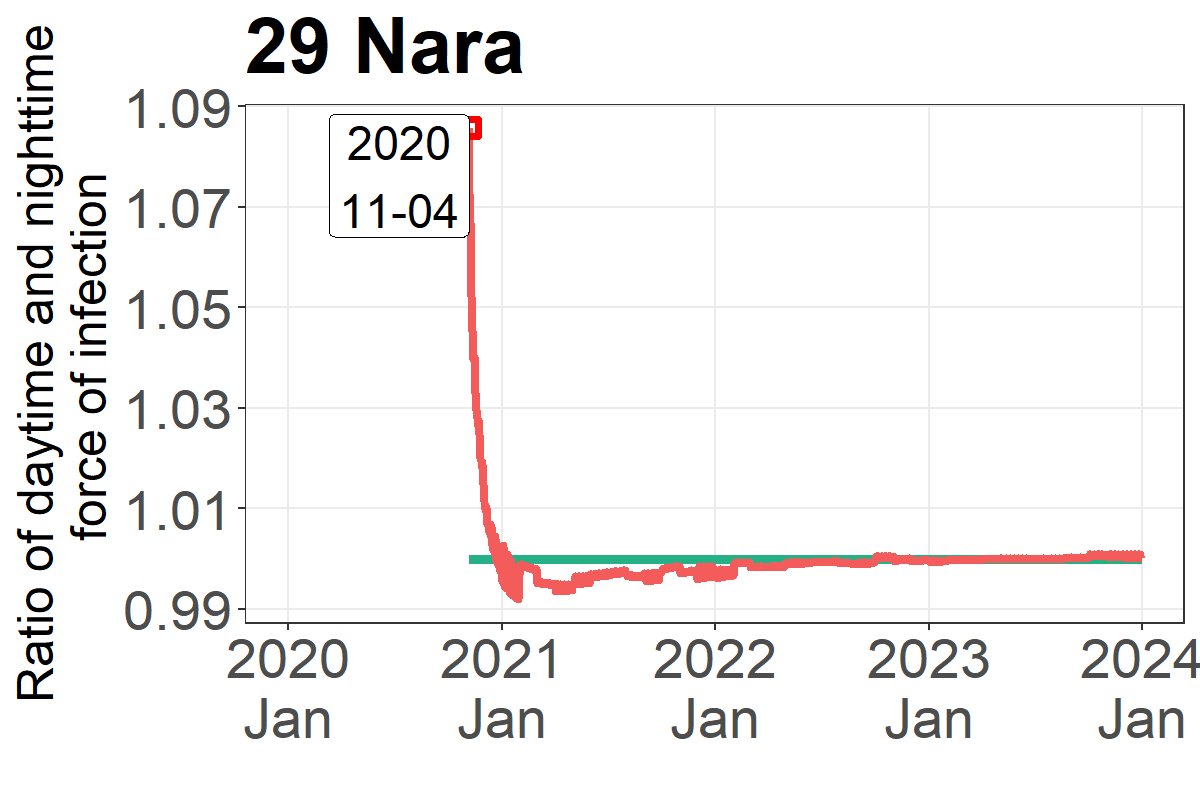 29 Nara
Ratio of daytime and nighttime
force of infection
1.09
1.07
1.05
1.03
1.01
0.99
2020
11-04
2020 2021 2022 2023 2024
Jan Jan Jan Jan Jan